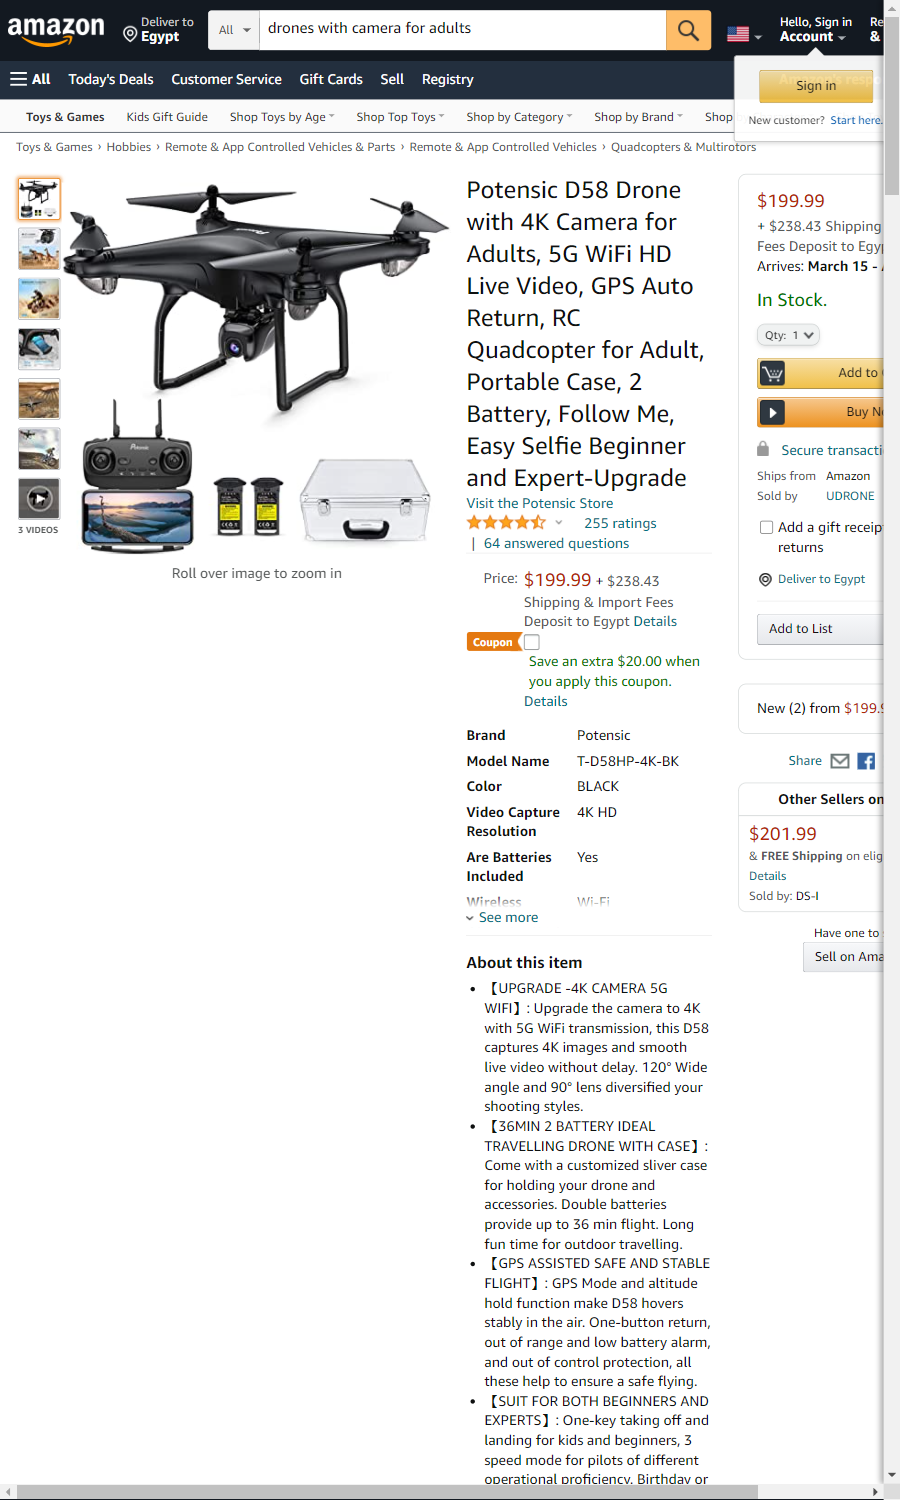 amazon
Deliver to
Egypt
All
drones with camera for adults
Hello, Sign in
Account
Re
&
All
Today's Deals
Customer Service
Gift Cards
Sell
Registry
Sign in
New customer? Start here.
Toys & Games
Kids Gift Guide
Shop Toys by Age
Shop Top Toys
Shop by Category
Shop by Brand
Shop
Toys & Games › Hobbies › Remote & App Controlled Vehicles & Parts › Remote & App Controlled Vehicles › Quadcopters & Multirotors
3 VIDEOS
Potensic
Roll over image to zoom in
Potensic D58 Drone
with 4K Camera for
Adults, 5G WiFi HD
Live Video, GPS Auto
Return, RC
Quadcopter for Adult,
Portable Case, 2
Battery, Follow Me,
Easy Selfie Beginner
and Expert-Upgrade
Visit the Potensic Store
255 ratings
| 64 answered questions
Price: $199.99 + $238.43
Shipping & Import Fees
Deposit to Egypt Details
Coupon
Save an extra $20.00 when
you apply this coupon.
Details
Brand Potensic
Model Name T-D58HP-4K-BK
Color BLACK
Video Capture 4K HD
Resolution
Are Batteries Yes
Included
Wireless Wi-Fi
See more
About this item
• 【UPGRADE -4K CAMERA 5G
WIFI】: Upgrade the camera to 4K
with 5G WiFi transmission, this D58
captures 4K images and smooth
live video without delay. 120° Wide
angle and 90° lens diversified your
shooting styles.
• 【36MIN 2 BATTERY IDEAL
TRAVELLING DRONE WITH CASE】:
Come with a customized sliver case
for holding your drone and
accessories. Double batteries
provide up to 36 min flight. Long
fun time for outdoor travelling.
• 【GPS ASSISTED SAFE AND STABLE
FLIGHT】: GPS Mode and altitude
hold function make D58 hovers
stably in the air. One-button return,
out of range and low battery alarm,
and out of control protection, all
these help to ensure a safe flying.
• 【SUIT FOR BOTH BEGINNERS AND
EXPERTS】: One-key taking off and
landing for kids and beginners, 3
speed mode for pilots of different
operational proficiency. Birthday or
$199.99
+ $238.43 Shipping
Fees Deposit to Egy
Arrives: March 15 -
In Stock.
Qty: 1
Add to
Buy N
Secure transacti
Ships from Amazon
Sold by UDRONE
Add a gift receip
returns
Deliver to Egypt
Add to List
New (2) from $199.9
Share
Other Sellers on
$201.99
& FREE Shipping on elig
Details
Sold by: DS-I
Have one to
Sell on Ama